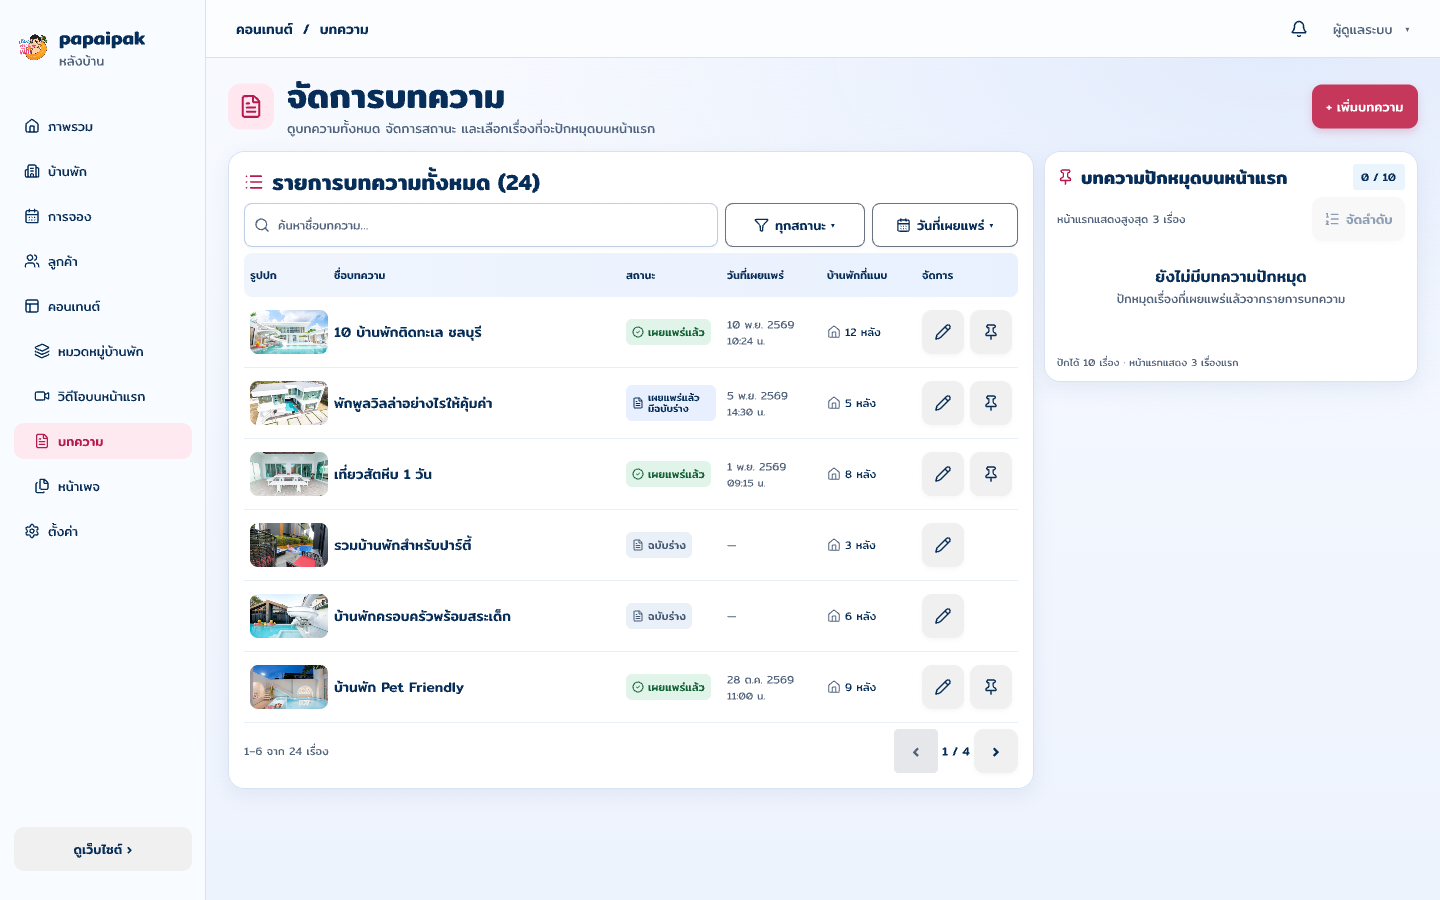 papaipak
หลังบ้าน
ภาพรวม
บ้านพัก
การจอง
ลูกค้า
คอนเทนต์
หมวดหมู่บ้านพัก
วิดีโอบนหน้าแรก
บทความ
หน้าเพจ
ตั้งค่า
ดูเว็บไซต์ ›
คอนเทนต์ / บทความ
ผู้ดูแลระบบ
จัดการบทความ
ดูบทความทั้งหมด จัดการสถานะ และเลือกเรื่องที่จะปักหมุดบนหน้าแรก
+ เพิ่มบทความ
รายการบทความทั้งหมด (24)
ค้นหาชื่อบทความ...
ทุกสถานะ
วันที่เผยแพร่
รูปปก ชื่อบทความ สถานะ วันที่เผยแพร่ บ้านพักที่แนบ จัดการ
10 บ้านพักติดทะเล ชลบุรี เผยแพร่แล้ว 10 พ.ย. 2569 12 หลัง
10:24 น.
พักพูลวิลล่าอย่างไรให้คุ้มค่า เผยแพร่แล้ว 5 พ.ย. 2569 5 หลัง
มีฉบับร่าง 14:30 น.
เที่ยวสัตหีบ 1 วัน เผยแพร่แล้ว 1 พ.ย. 2569 8 หลัง
09:15 น.
รวมบ้านพักสำหรับปาร์ตี้ ฉบับร่าง — 3 หลัง
บ้านพักครอบครัวพร้อมสระเด็ก ฉบับร่าง — 6 หลัง
บ้านพัก Pet Friendly เผยแพร่แล้ว 28 ต.ค. 2569 9 หลัง
11:00 น.
1–6 จาก 24 เรื่อง ‹ 1 / 4 ›
บทความปักหมุดบนหน้าแรก 0 / 10
หน้าแรกแสดงสูงสุด 3 เรื่อง จัดลำดับ
ยังไม่มีบทความปักหมุด
ปักหมุดเรื่องที่เผยแพร่แล้วจากรายการบทความ
ปักได้ 10 เรื่อง · หน้าแรกแสดง 3 เรื่องแรก